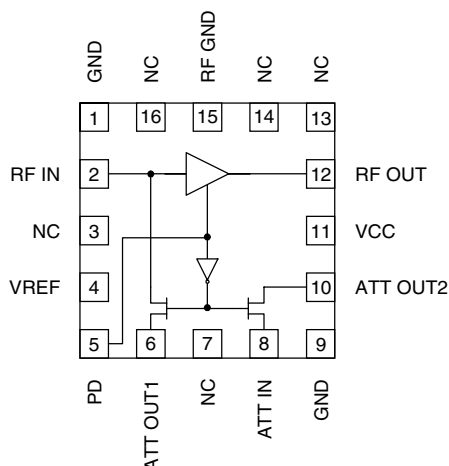 GND
NC
RF GND
NC
NC
1
16
15
14
13
RF IN
2
12
RF OUT
NC
3
11
VCC
VREF
4
10
ATT OUT2
5
6
7
8
9
PD
ATT OUT1
NC
ATT IN
GND